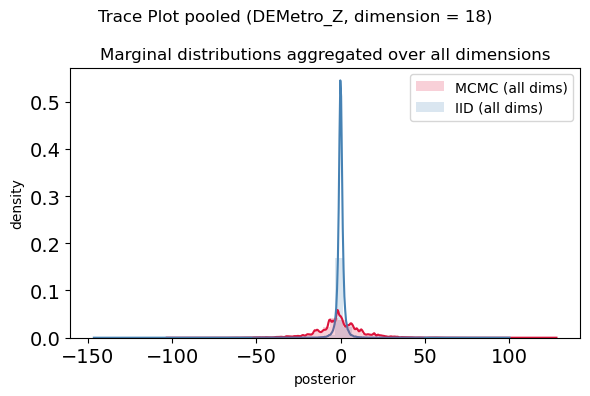 Trace Plot pooled (DEMetro_Z, dimension = 18)
Marginal distributions aggregated over all dimensions
MCMC (all dims)
IID (all dims)
density
0.5
0.4
0.3
0.2
0.1
0.0
−150
−100
−50
0
50
100
posterior